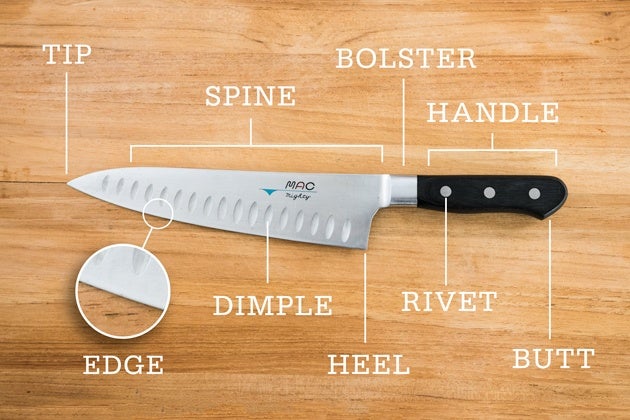 TIP
BOLSTER
SPINE
HANDLE
MAC
Mighty
DIMPLE
RIVET
EDGE
HEEL
BUTT